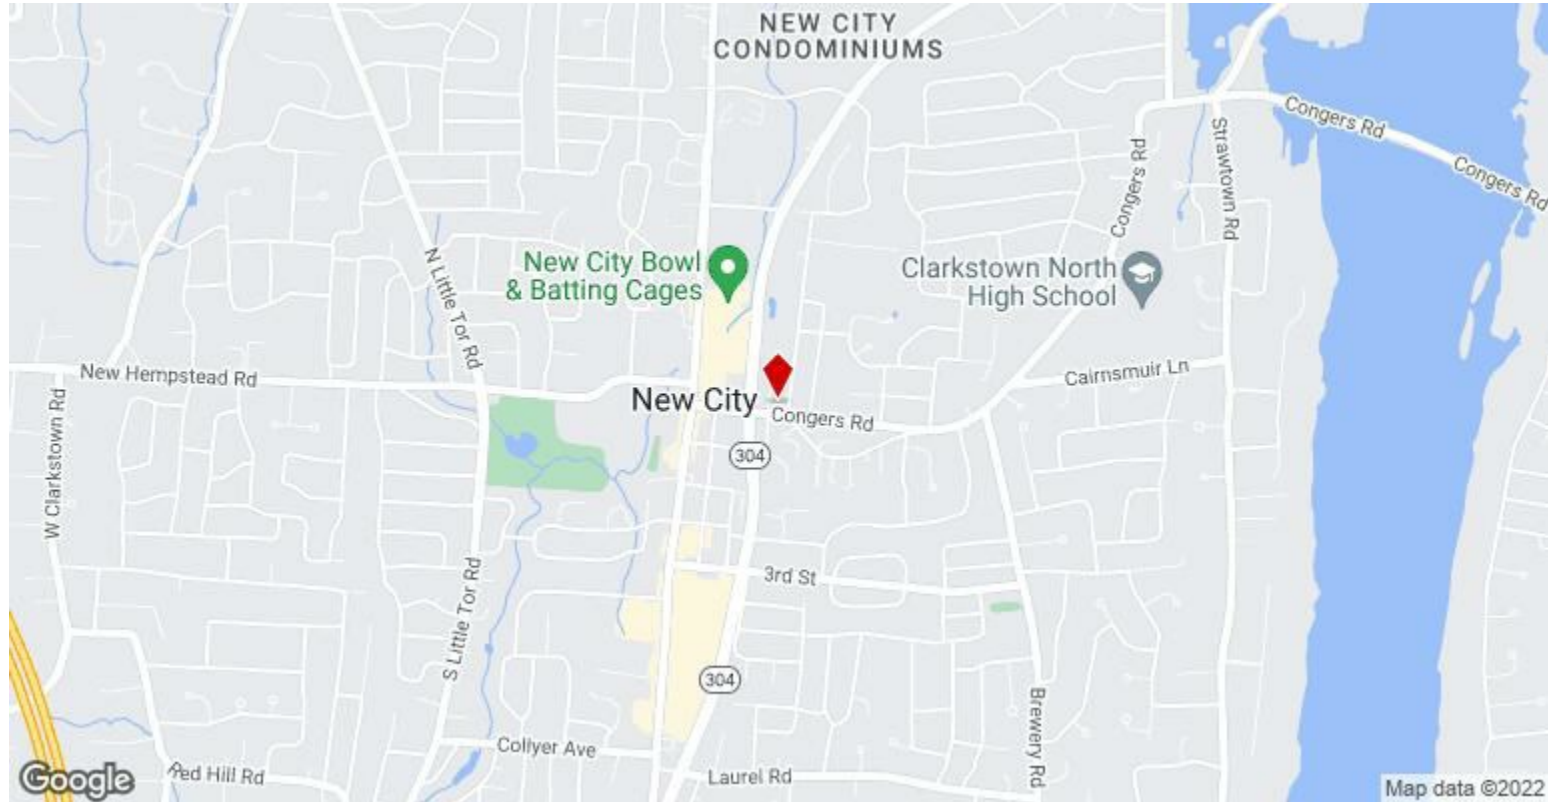 NEW CITY
CONDOMINIUMS
Congers Rd
Congers Rd
Congers Rd
Strawtown Rd
N Little Tor Rd
New City Bowl
& Batting Cages
Clarkstown North
High School
New Hempstead Rd
Cairnsmuir Ln
New City
Congers Rd
W Clarkstown Rd
304
3rd St
S Little Tor Rd
304
Brewery Rd
Collyer Ave
Red Hill Rd
Laurel Rd
Google
Map data ©2022